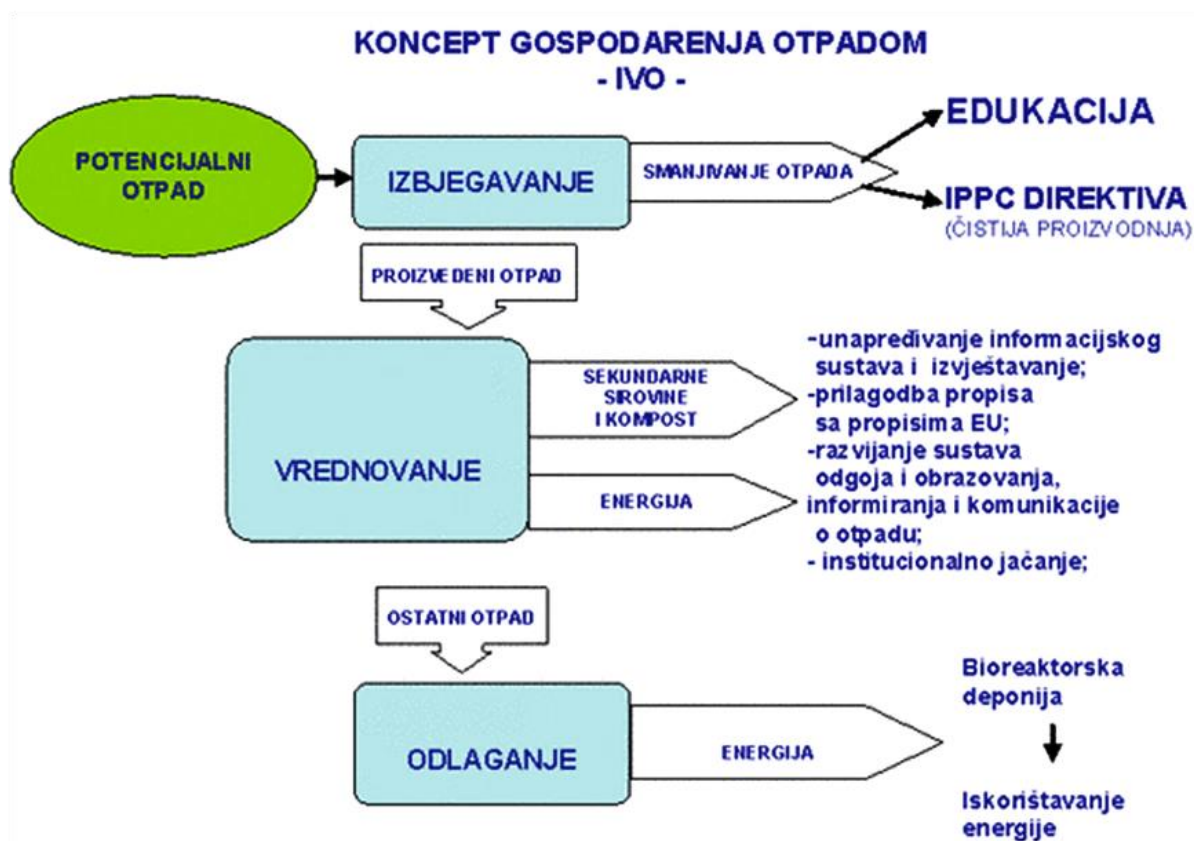 KONCEPT GOSPODARENJA OTPADOM
- IVO -
POTENCIJALNI
OTPAD
IZBJEGAVANJE
SMANJIVANJE OTPADA
EDUKACIJA
IPPC DIREKTIVA
(ČISTIJA PROIZVODNJA)
PROIZVEDENI OTPAD
VREDNOVANJE
SEKUNDARNE
SIROVINE
I KOMPOST
ENERGIJA
-unapređivanje informacijskog
sustava i izvještavanje;
-prilagodba propisa
sa propisima EU;
-razvijanje sustava
odgoja i obrazovanja,
informiranja i komunikacije
o otpadu;
- institucionalno jačanje;
OSTATNI OTPAD
ODLAGANJE
ENERGIJA
Bioreaktorska
deponija
Iskorištavanje
energije